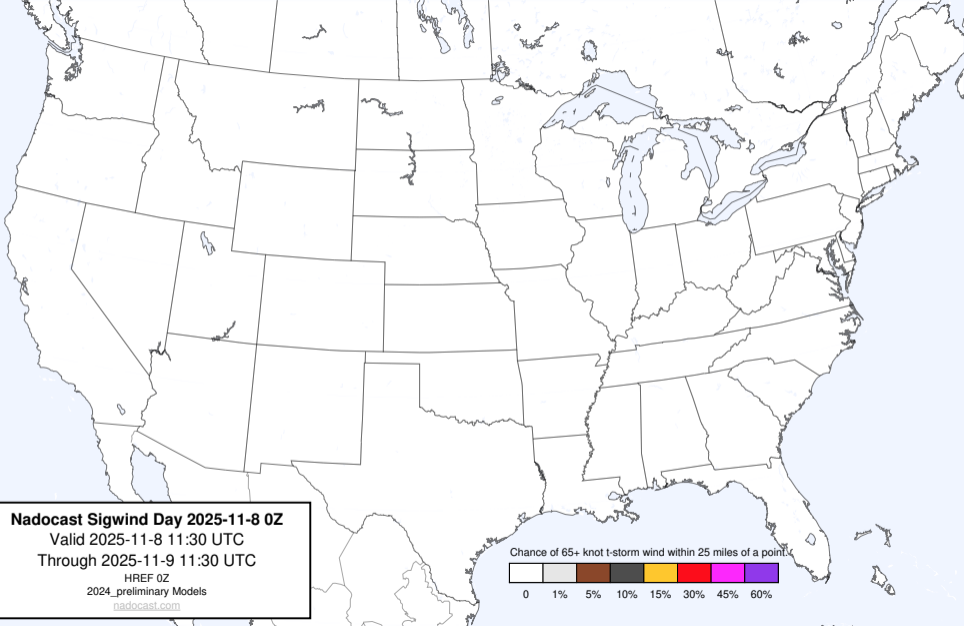 Nadocast Sigwind Day 2025-11-8 0Z
Valid 2025-11-8 11:30 UTC
Through 2025-11-9 11:30 UTC
HREF 0Z
2024_preliminary Models
nadocast.com
Chance of 65+ knot t-storm wind within 25 miles of a point.
0 1% 5% 10% 15% 30% 45% 60%